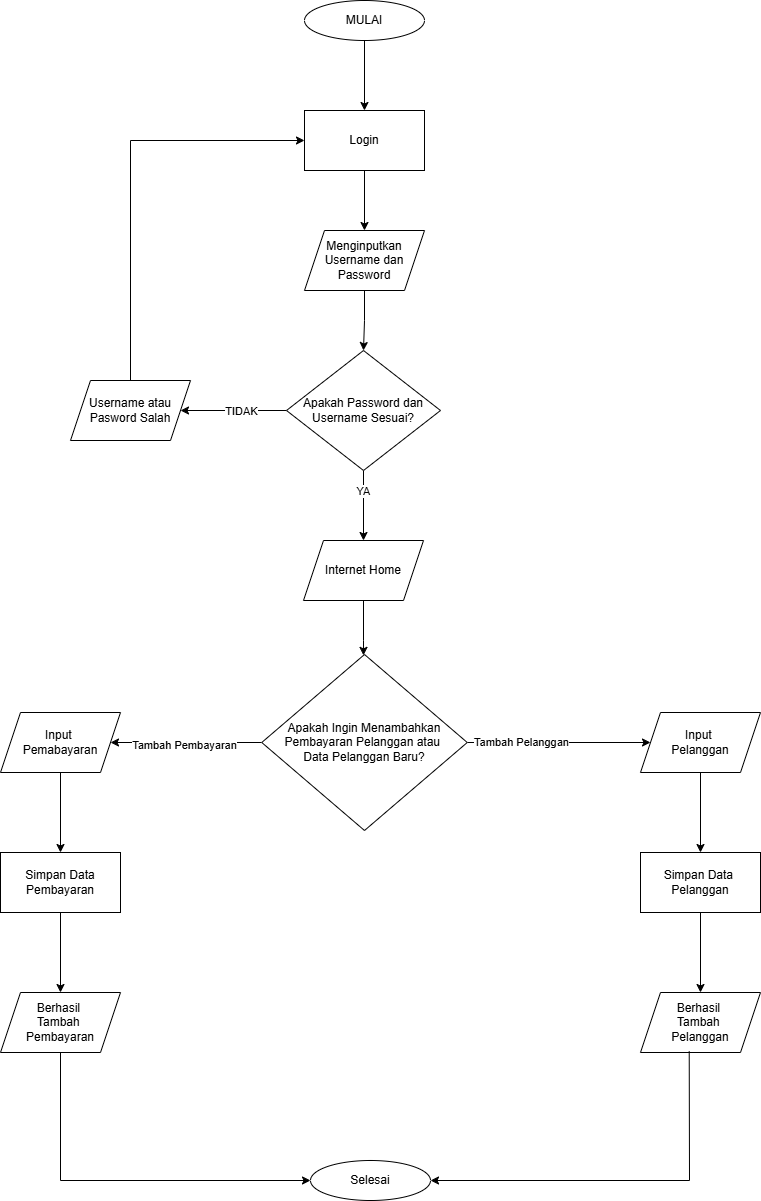 MULAI
Login
Menginputkan
Username dan
Password
Apakah Password dan
Username Sesuai?
TIDAK
Username atau
Pasword Salah
YA
Internet Home
Apakah Ingin Menambahkan
Pembayaran Pelanggan atau
Data Pelanggan Baru?
Tambah Pembayaran
Tambah Pelanggan
Input
Pemabayaran
Input
Pelanggan
Simpan Data
Pembayaran
Simpan Data
Pelanggan
Berhasil
Tambah
Pembayaran
Berhasil
Tambah
Pelanggan
Selesai